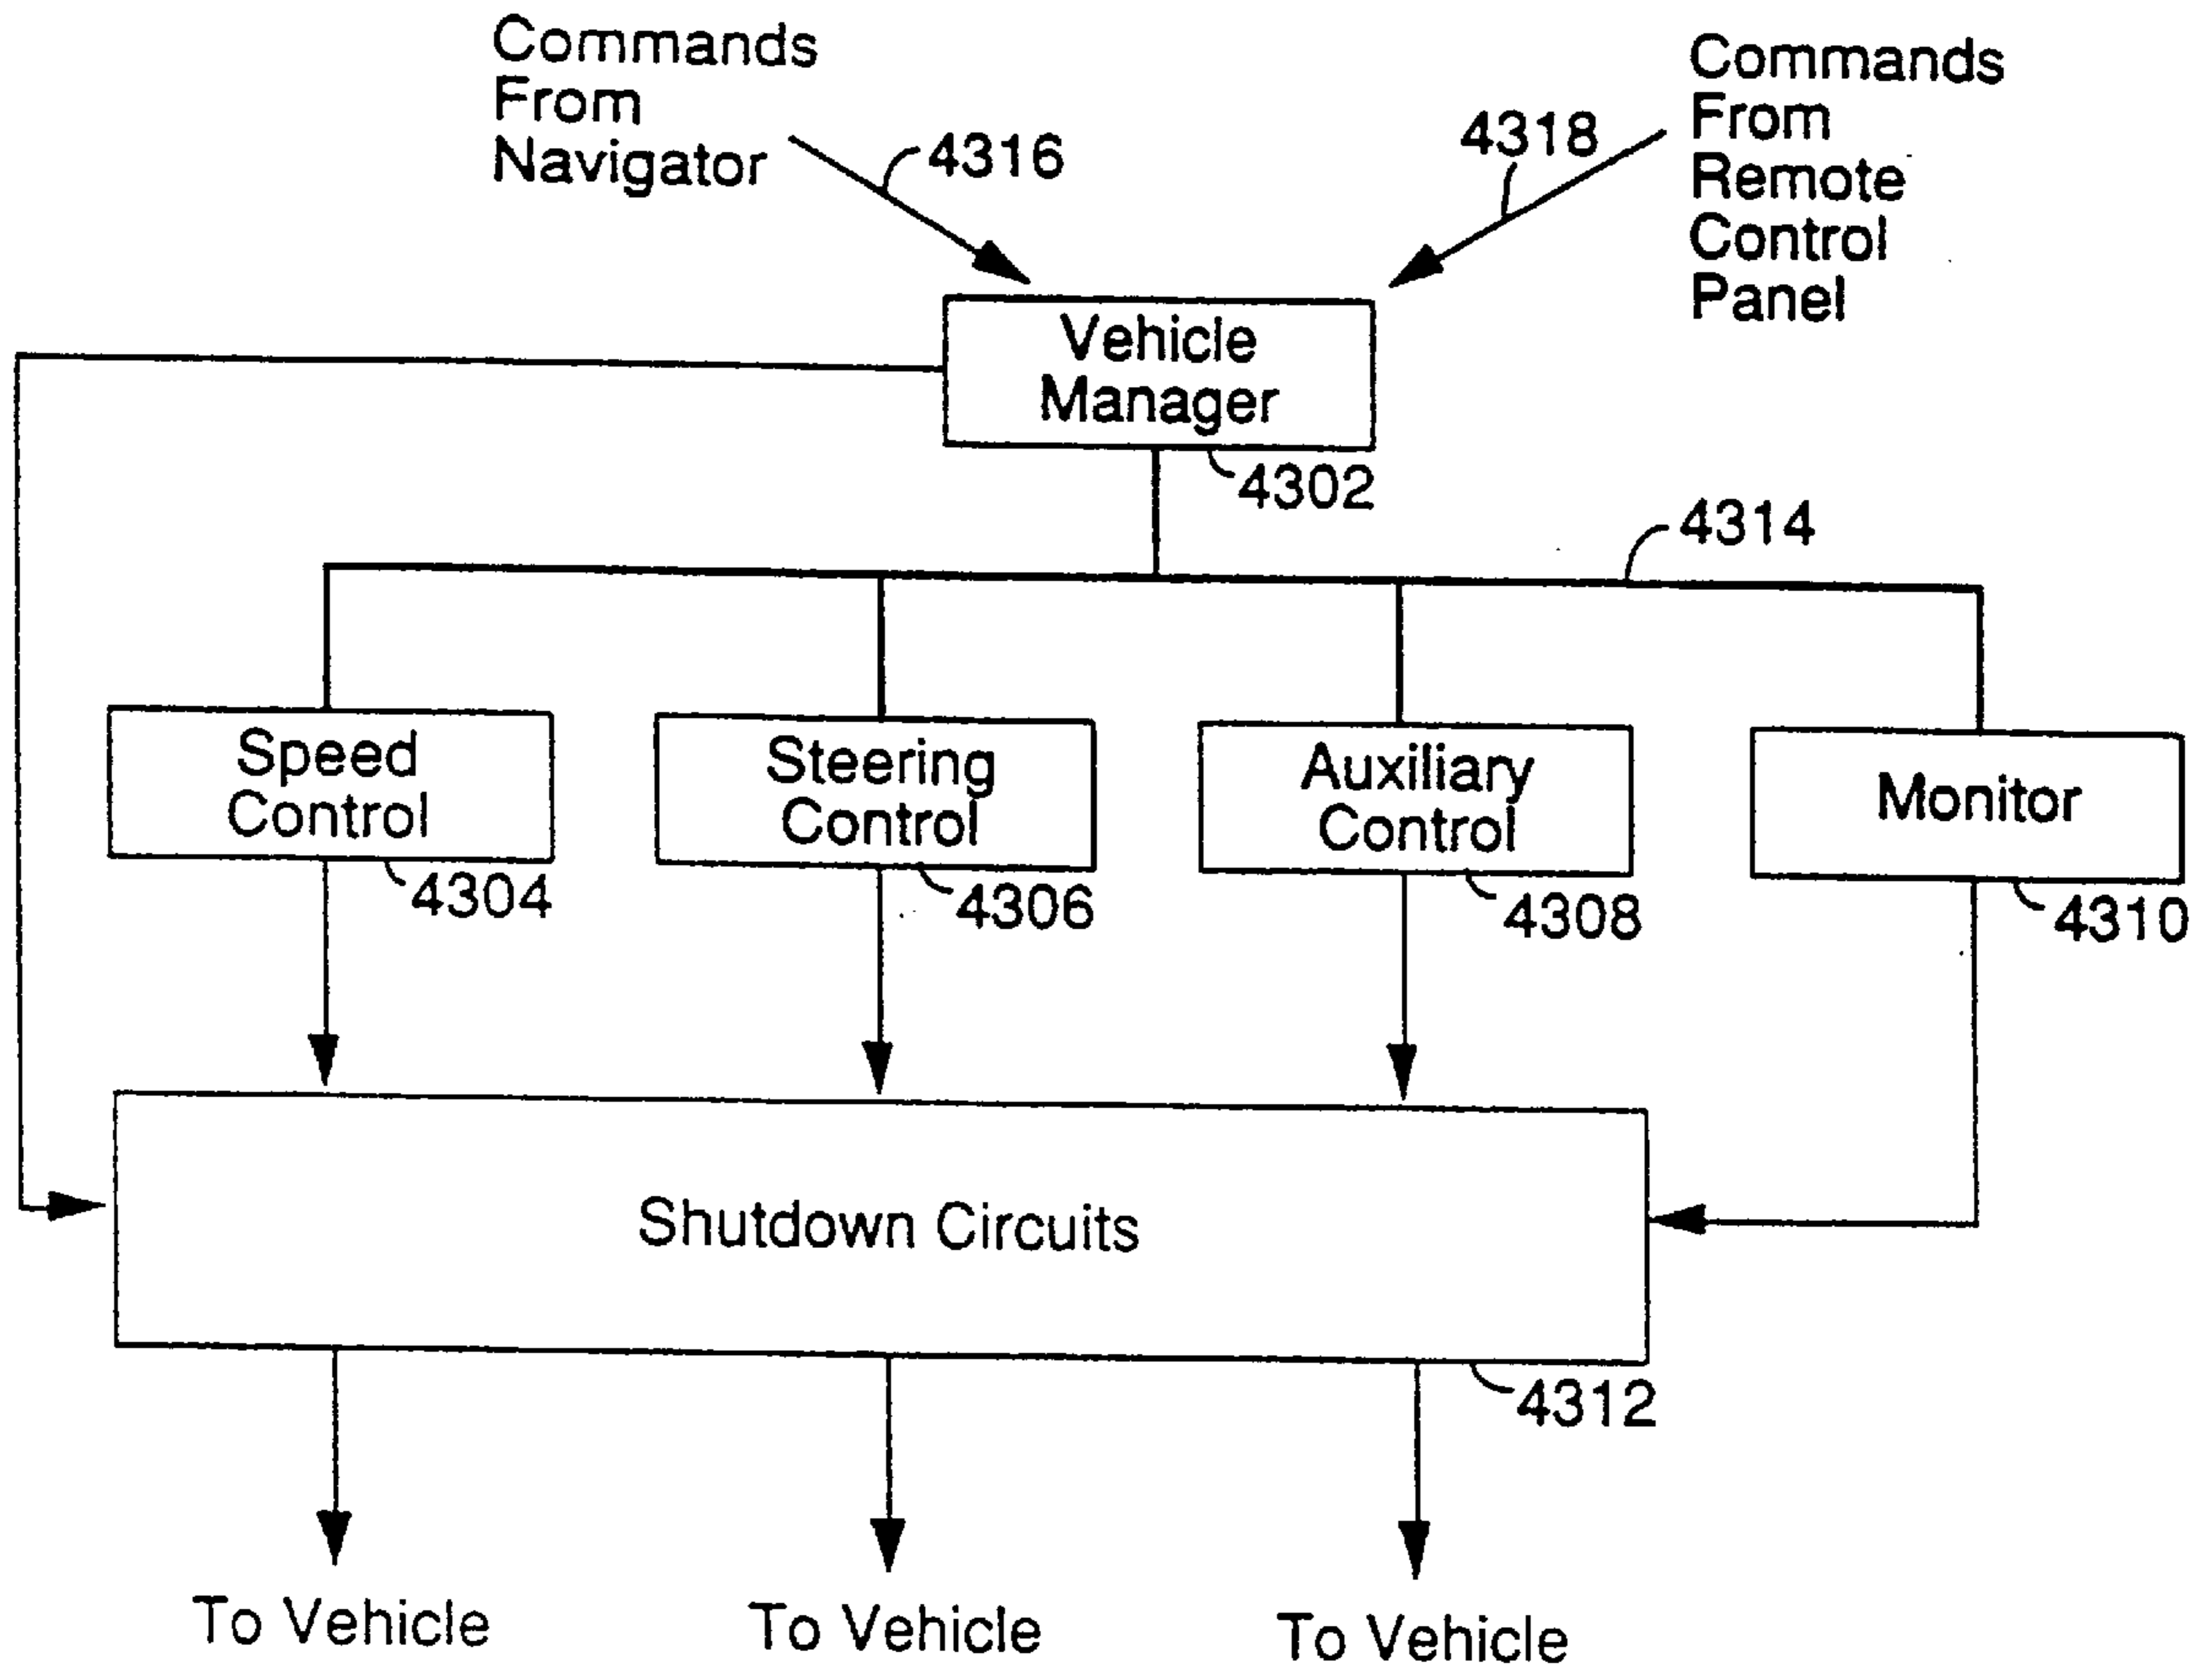 Commands
From
Navigator
4316
4318
Commands
From
Remote
Control
Panel
Vehicle
Manager
4302
4314
Speed
Control
4304
Steering
Control
4306
Auxiliary
Control
4308
Monitor
4310
Shutdown Circuits
4312
To Vehicle
To Vehicle
To Vehicle